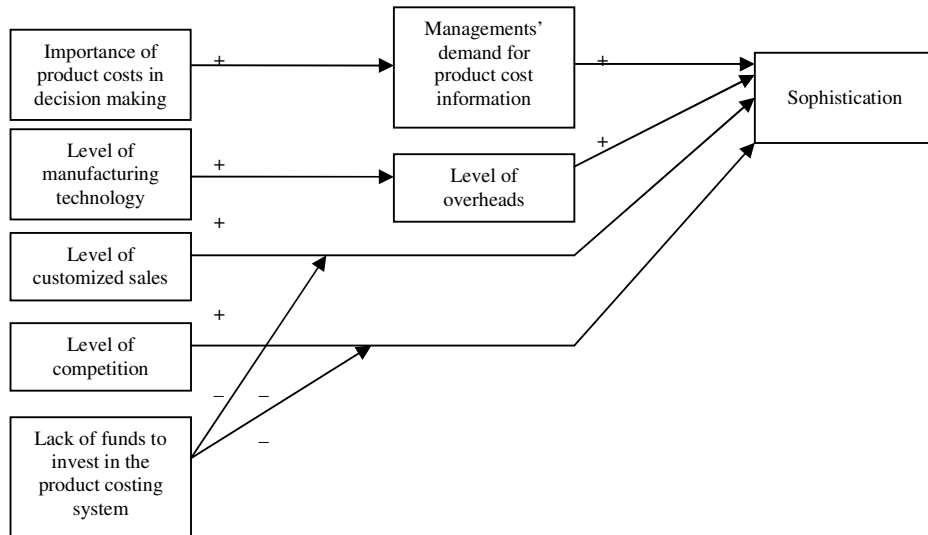 Importance of
product costs in
decision making
+
Managements’
demand for
product cost
information
+
Sophistication
Level of
manufacturing
technology
+
Level of
overheads
+
Level of
customized sales
+
Level of
competition
+
Lack of funds to
invest in the
product costing
system
– –
–